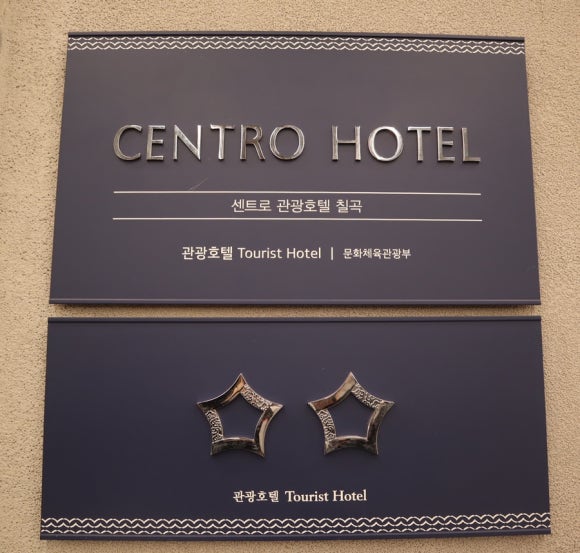 CENTRO HOTEL
센트로 관광호텔 칠곡
관광호텔 Tourist Hotel | 문화체육관광부
관광호텔 Tourist Hotel